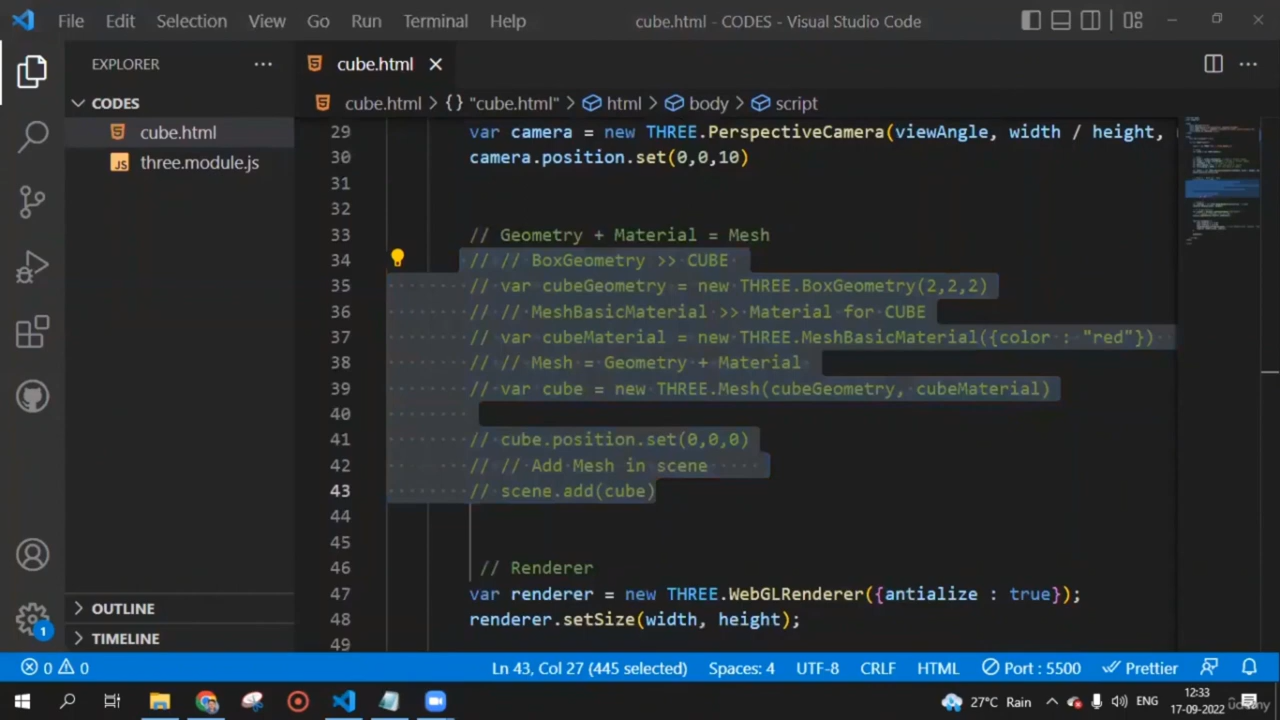 File Edit Selection View Go Run Terminal Help cube.html - CODES - Visual Studio Code
EXPLORER
CODES
cube.html
three.module.js
OUTLINE
TIMELINE
1
cube.html
cube.html > {} "cube.html" > html > body > script
29 var camera = new THREE.PerspectiveCamera(viewAngle, width / height,
30 camera.position.set(0,0,10)
31
32
33 // Geometry + Material = Mesh
34 // // BoxGeometry >> CUBE
35 // var cubeGeometry = new THREE.BoxGeometry(2,2,2)
36 // // MeshBasicMaterial >> Material for CUBE
37 // var cubeMaterial = new THREE.MeshBasicMaterial({color : "red"})
38 // // Mesh = Geometry + Material
39 // var cube = new THREE.Mesh(cubeGeometry, cubeMaterial)
40
41 // cube.position.set(0,0,0)
42 // // Add Mesh in scene
43 // scene.add(cube)
44
45
46 // Renderer
47 var renderer = new THREE.WebGLRenderer({antialize : true});
48 renderer.setSize(width, height);
49
0 0 Ln 43, Col 27 (445 selected) Spaces: 4 UTF-8 CRLF HTML Port : 5500 Prettier
27°C Rain ENG 12:33
17-09-2022
udemy